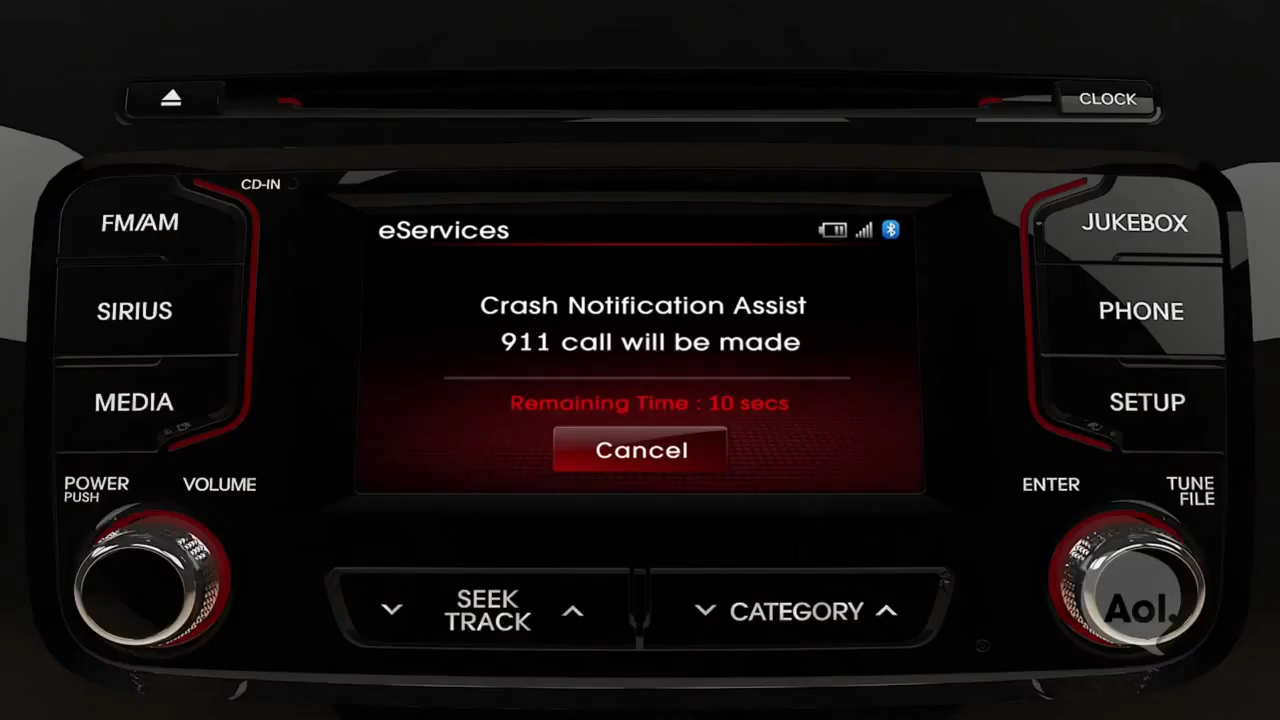 CLOCK
CD-IN
FM/AM
SIRIUS
MEDIA
POWER
PUSH
VOLUME
eServices
Crash Notification Assist
911 call will be made
Remaining Time : 10 secs
Cancel
JUKEBOX
PHONE
SETUP
ENTER
TUNE
FILE
SEEK
TRACK
CATEGORY
Aol.